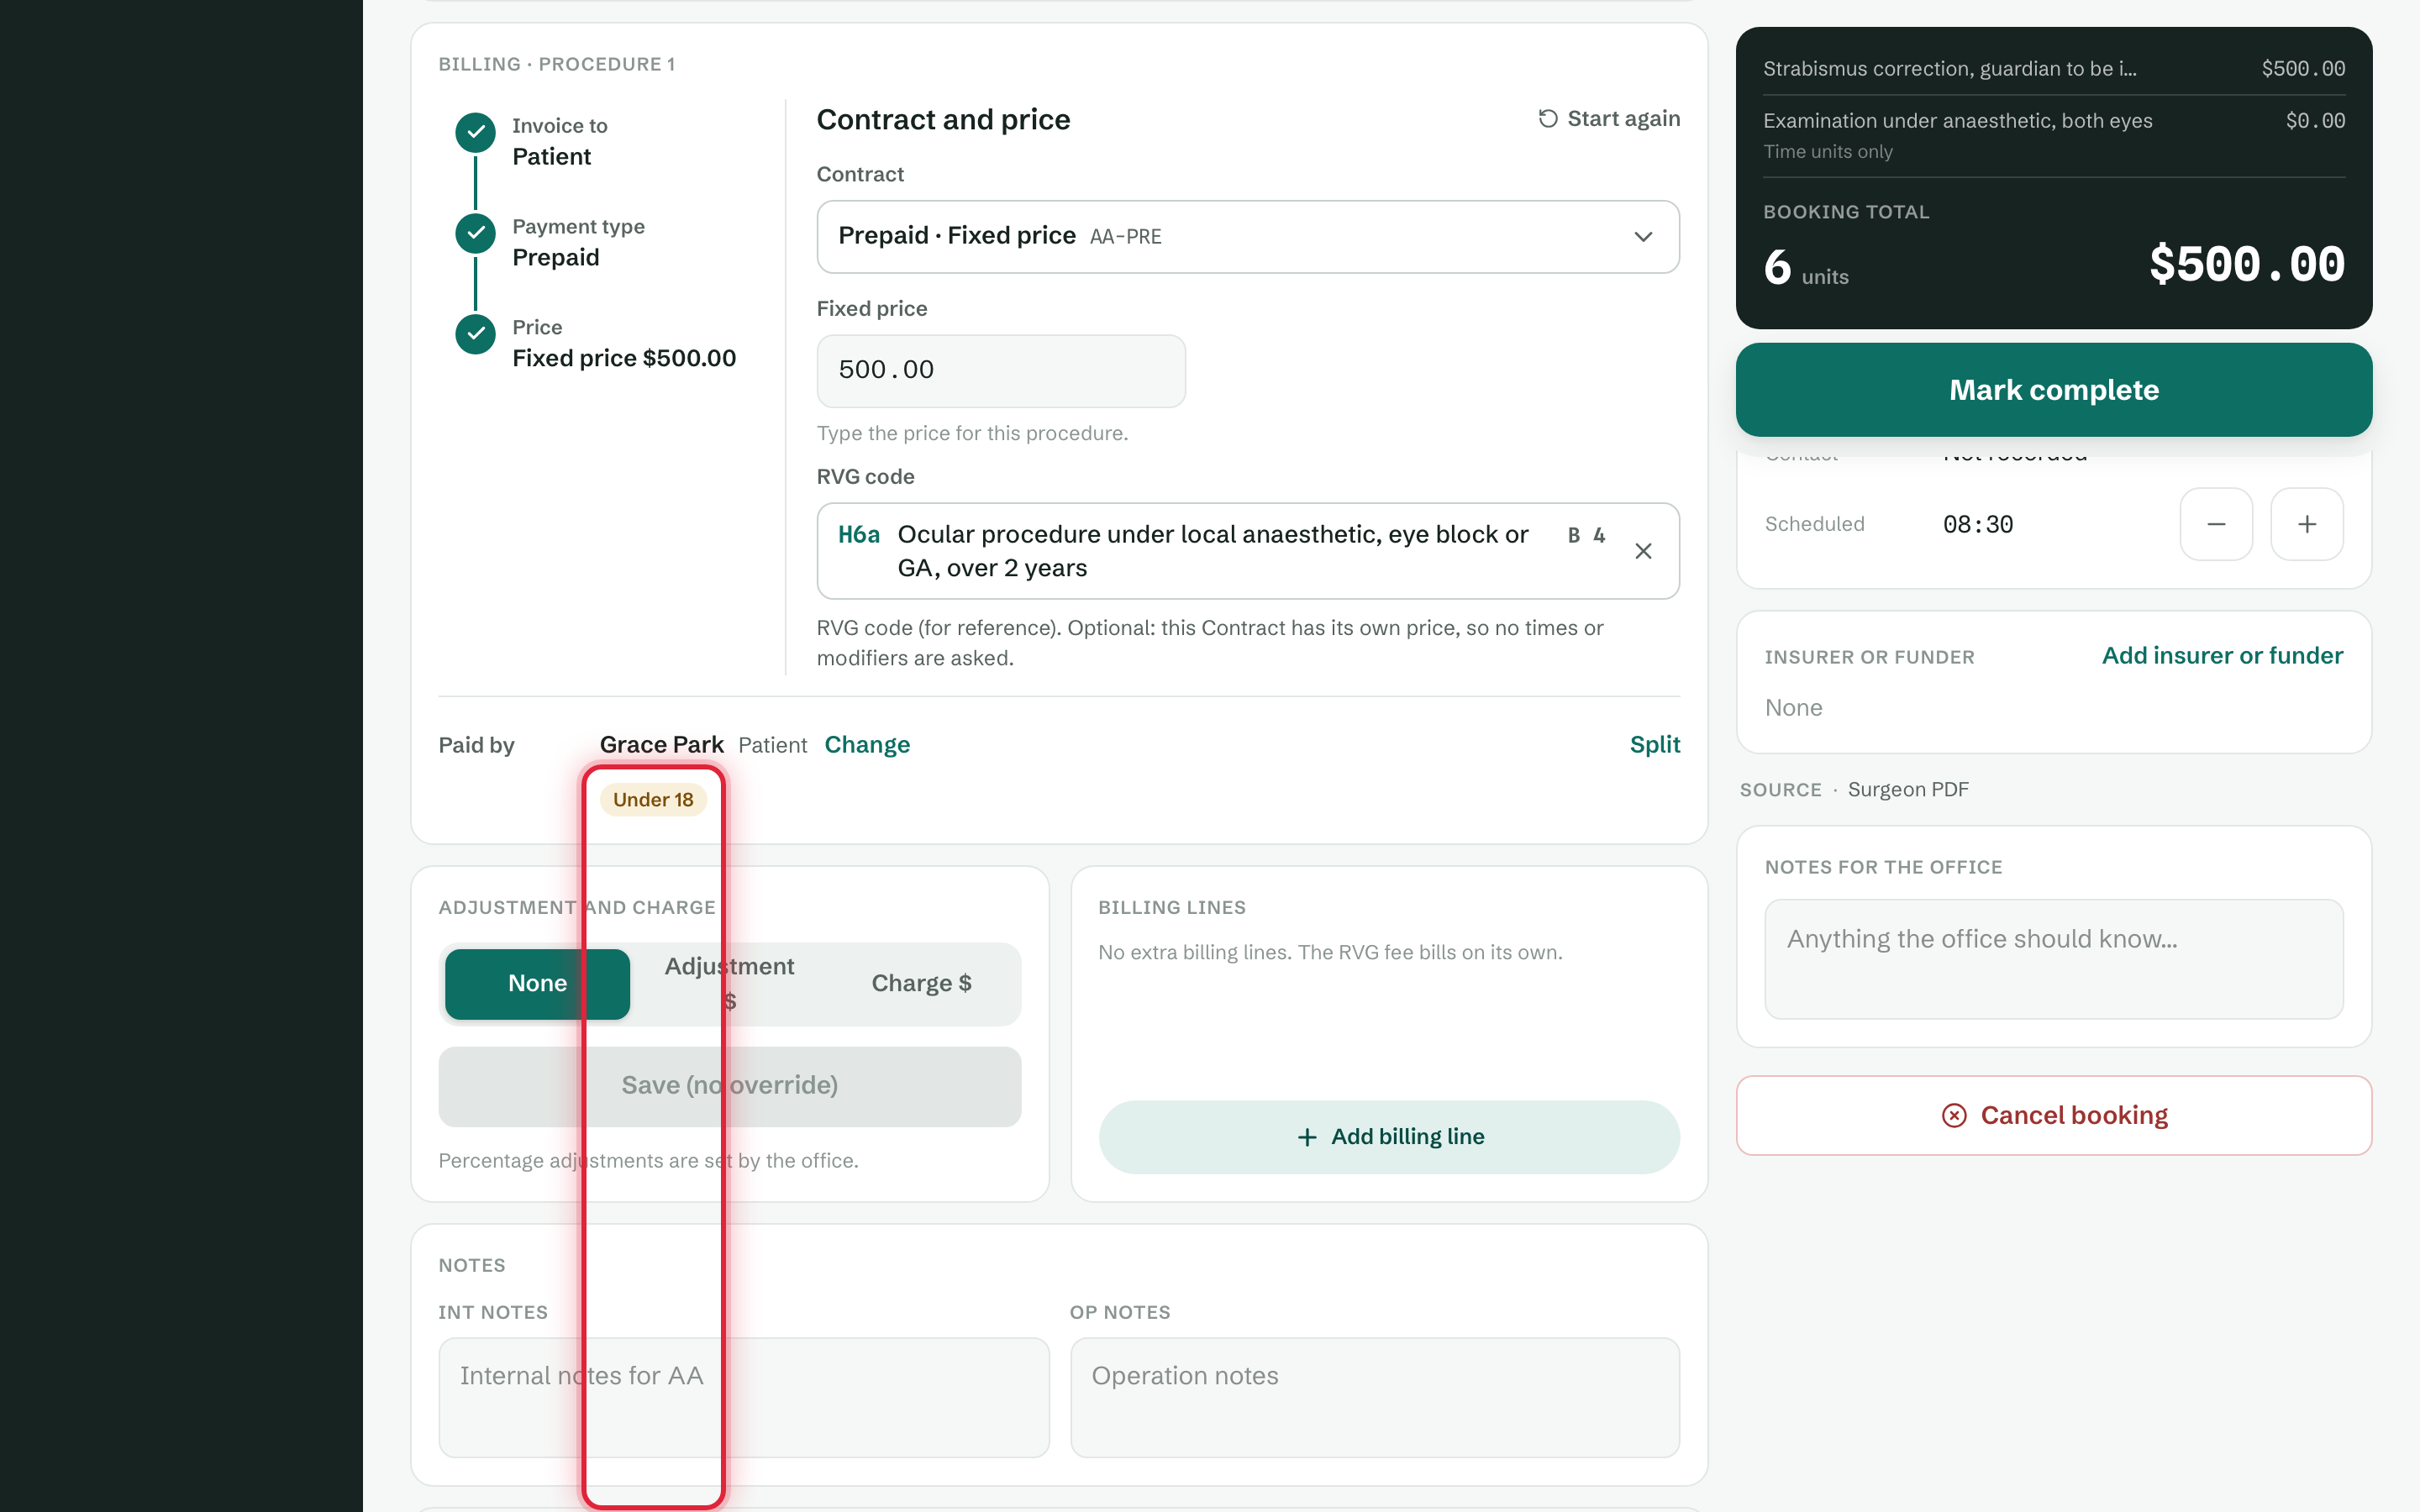 BILLING · PROCEDURE 1
Invoice to
Patient
Payment type
Prepaid
Price
Fixed price $500.00
Contract and price
Start again
Contract
Prepaid · Fixed price AA-PRE
Fixed price
500.00
Type the price for this procedure.
RVG code
H6a Ocular procedure under local anaesthetic, eye block or B 4
GA, over 2 years
RVG code (for reference). Optional: this Contract has its own price, so no times or
modifiers are asked.
Paid by Grace Park Patient Change Split
Under 18
ADJUSTMENT AND CHARGE
None
Adjustment
$
Charge $
Save (no override)
Percentage adjustments are set by the office.
BILLING LINES
No extra billing lines. The RVG fee bills on its own.
+ Add billing line
NOTES
INT NOTES
Internal notes for AA
OP NOTES
Operation notes
Strabismus correction, guardian to be i... $500.00
Examination under anaesthetic, both eyes $0.00
Time units only
BOOKING TOTAL
6 units $500.00
Mark complete
Contact Not recorded
Scheduled 08:30
INSURER OR FUNDER Add insurer or funder
None
SOURCE · Surgeon PDF
NOTES FOR THE OFFICE
Anything the office should know...
Cancel booking